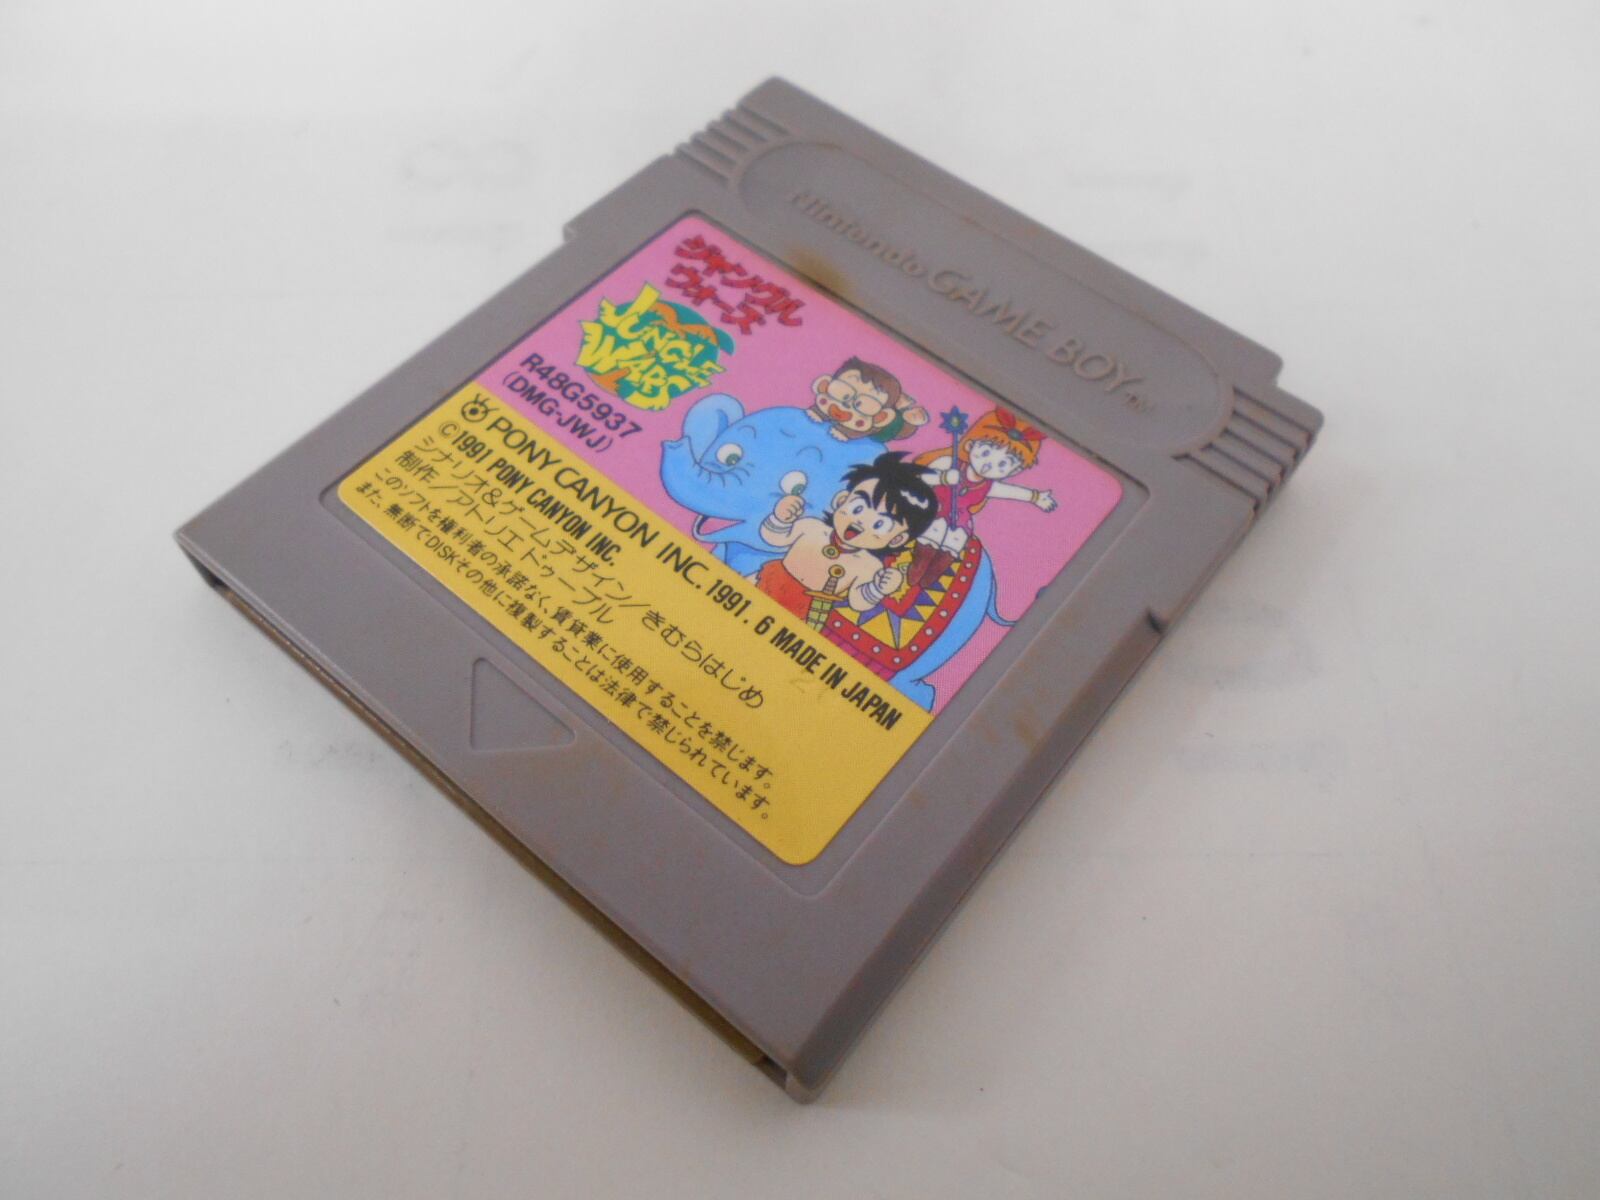 Nintendo GAME BOY TM
ジャングル
ウォーズ
JUNGLE
WARS
R48G5937
(DMG-JWJ)
PONY CANYON INC. 1991. 6 MADE IN JAPAN
©1991 PONY CANYON INC.
シナリオ&ゲームデザイン/きむらはじめ
制作/アトリエドゥーブル
このソフトを権利者の承諾なく、賃貸業に使用することを禁じます。
また、無断でDISKその他に複製することは法律で禁じられています。